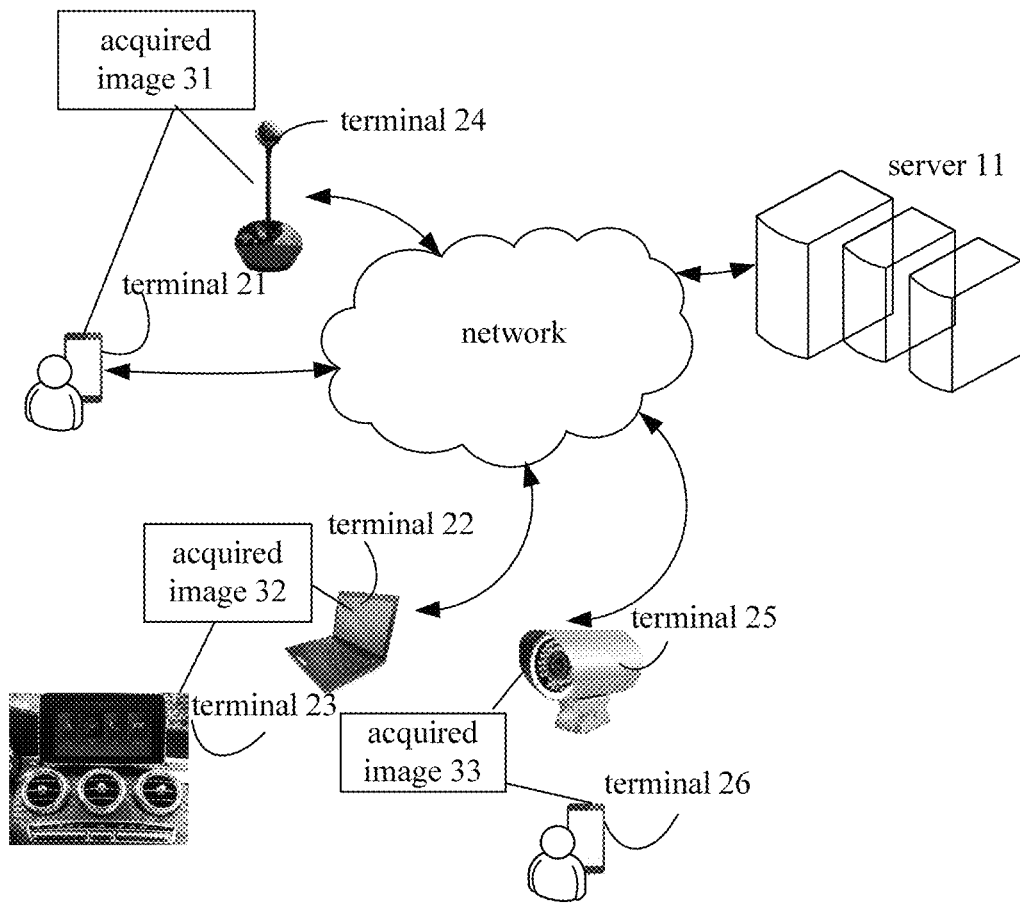 acquired
image 31
terminal 24
server 11
terminal 21
network
terminal 22
acquired
image 32
terminal 25
terminal 23
acquired
image 33
terminal 26